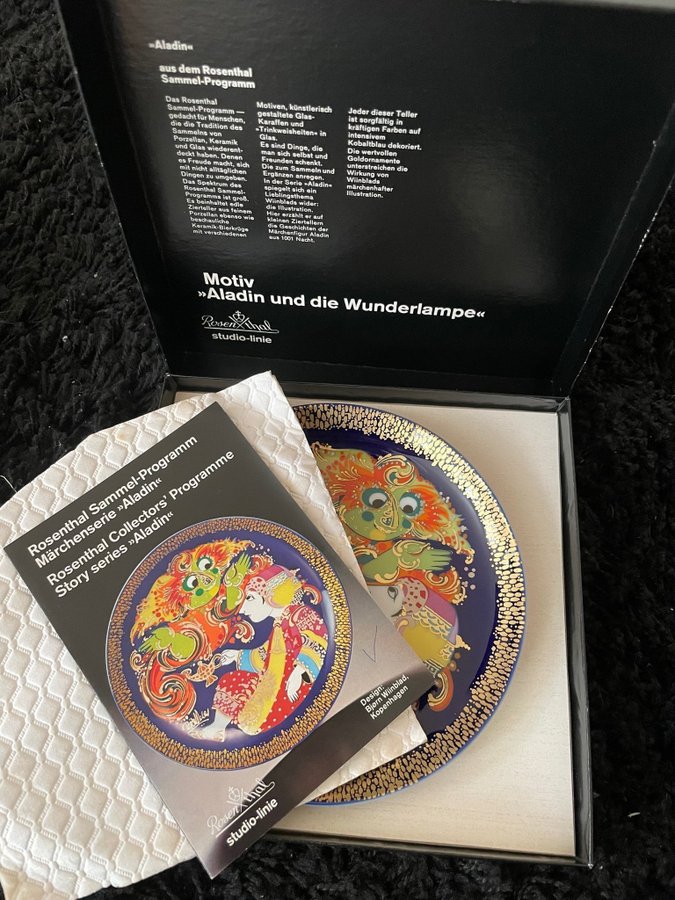 »Aladin«
aus dem Rosenthal
Sammel-Programm
Das Rosenthal
Sammel-Programm —
gedacht für Menschen,
die die Tradition des
Sammelns von
Porzellan, Keramik
und Glas wiederent-
deckt haben. Denen
es Freude macht, sich
mit nicht alltäglichen
Dingen zu umgeben.
Das Spektrum des
Rosenthal Sammel-
Programms ist groß.
Es beinhaltet edle
Zierteller aus feinem
Porzellan ebenso wie
beschauliche
Keramik-Bierkrüge
mit verschiedenen
Motiven, künstlerisch
gestaltete Glas-
Karaffen und
»Trinkweisheiten« in
Glas.
Es sind Dinge, die
man sich selbst und
Freunden schenkt.
Die zum Sammeln und
Ergänzen anregen.
In der Serie »Aladin«
spiegelt sich ein
Lieblingsthema
Wiinblads wider:
die Illustration.
Hier erzählt er auf
kleinen Ziertellern
die Geschichten der
Märchenfigur Aladin
aus 1001 Nacht.
Jeder dieser Teller
ist sorgfältig in
kräftigen Farben auf
intensivem
Kobaltblau dekoriert.
Die wertvollen
Goldornamente
unterstreichen die
Wirkung von
Wiinblads
märchenhafter
Illustration.
Motiv
»Aladin und die Wunderlampe«
Rosenthal
studio-linie
Rosenthal Sammel-Programm
Märchenserie »Aladin«
Rosenthal Collectors' Programme
Story series »Aladin«
Design:
Bjørn Wiinblad,
Kopenhagen
Rosenthal
studio-linie